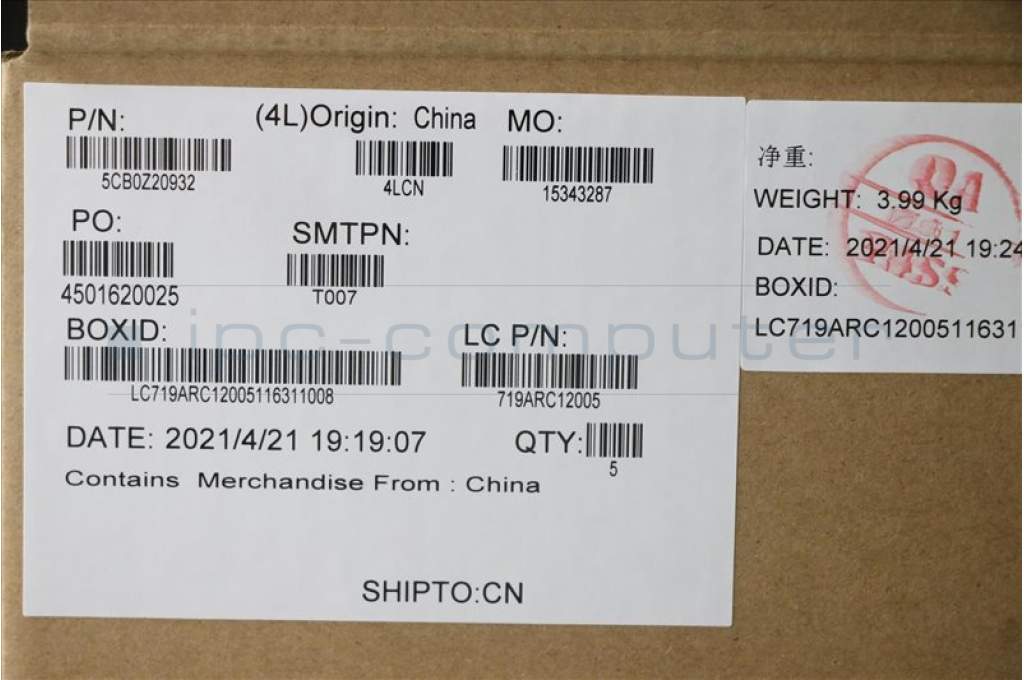 P/N: (4L)Origin: China MO:
5CB0Z20932 4LCN 15343287
PO: SMTPN:
4501620025 T007
BOXID: LC P/N:
LC719ARC12005116311008 719ARC12005
DATE: 2021/4/21 19:19:07 QTY:
5
Contains Merchandise From : China
SHIPTO:CN
净重:
WEIGHT: 3.99 Kg
DATE: 2021/4/21 19:24
BOXID:
LC719ARC1200511631
QA
ipc-computer